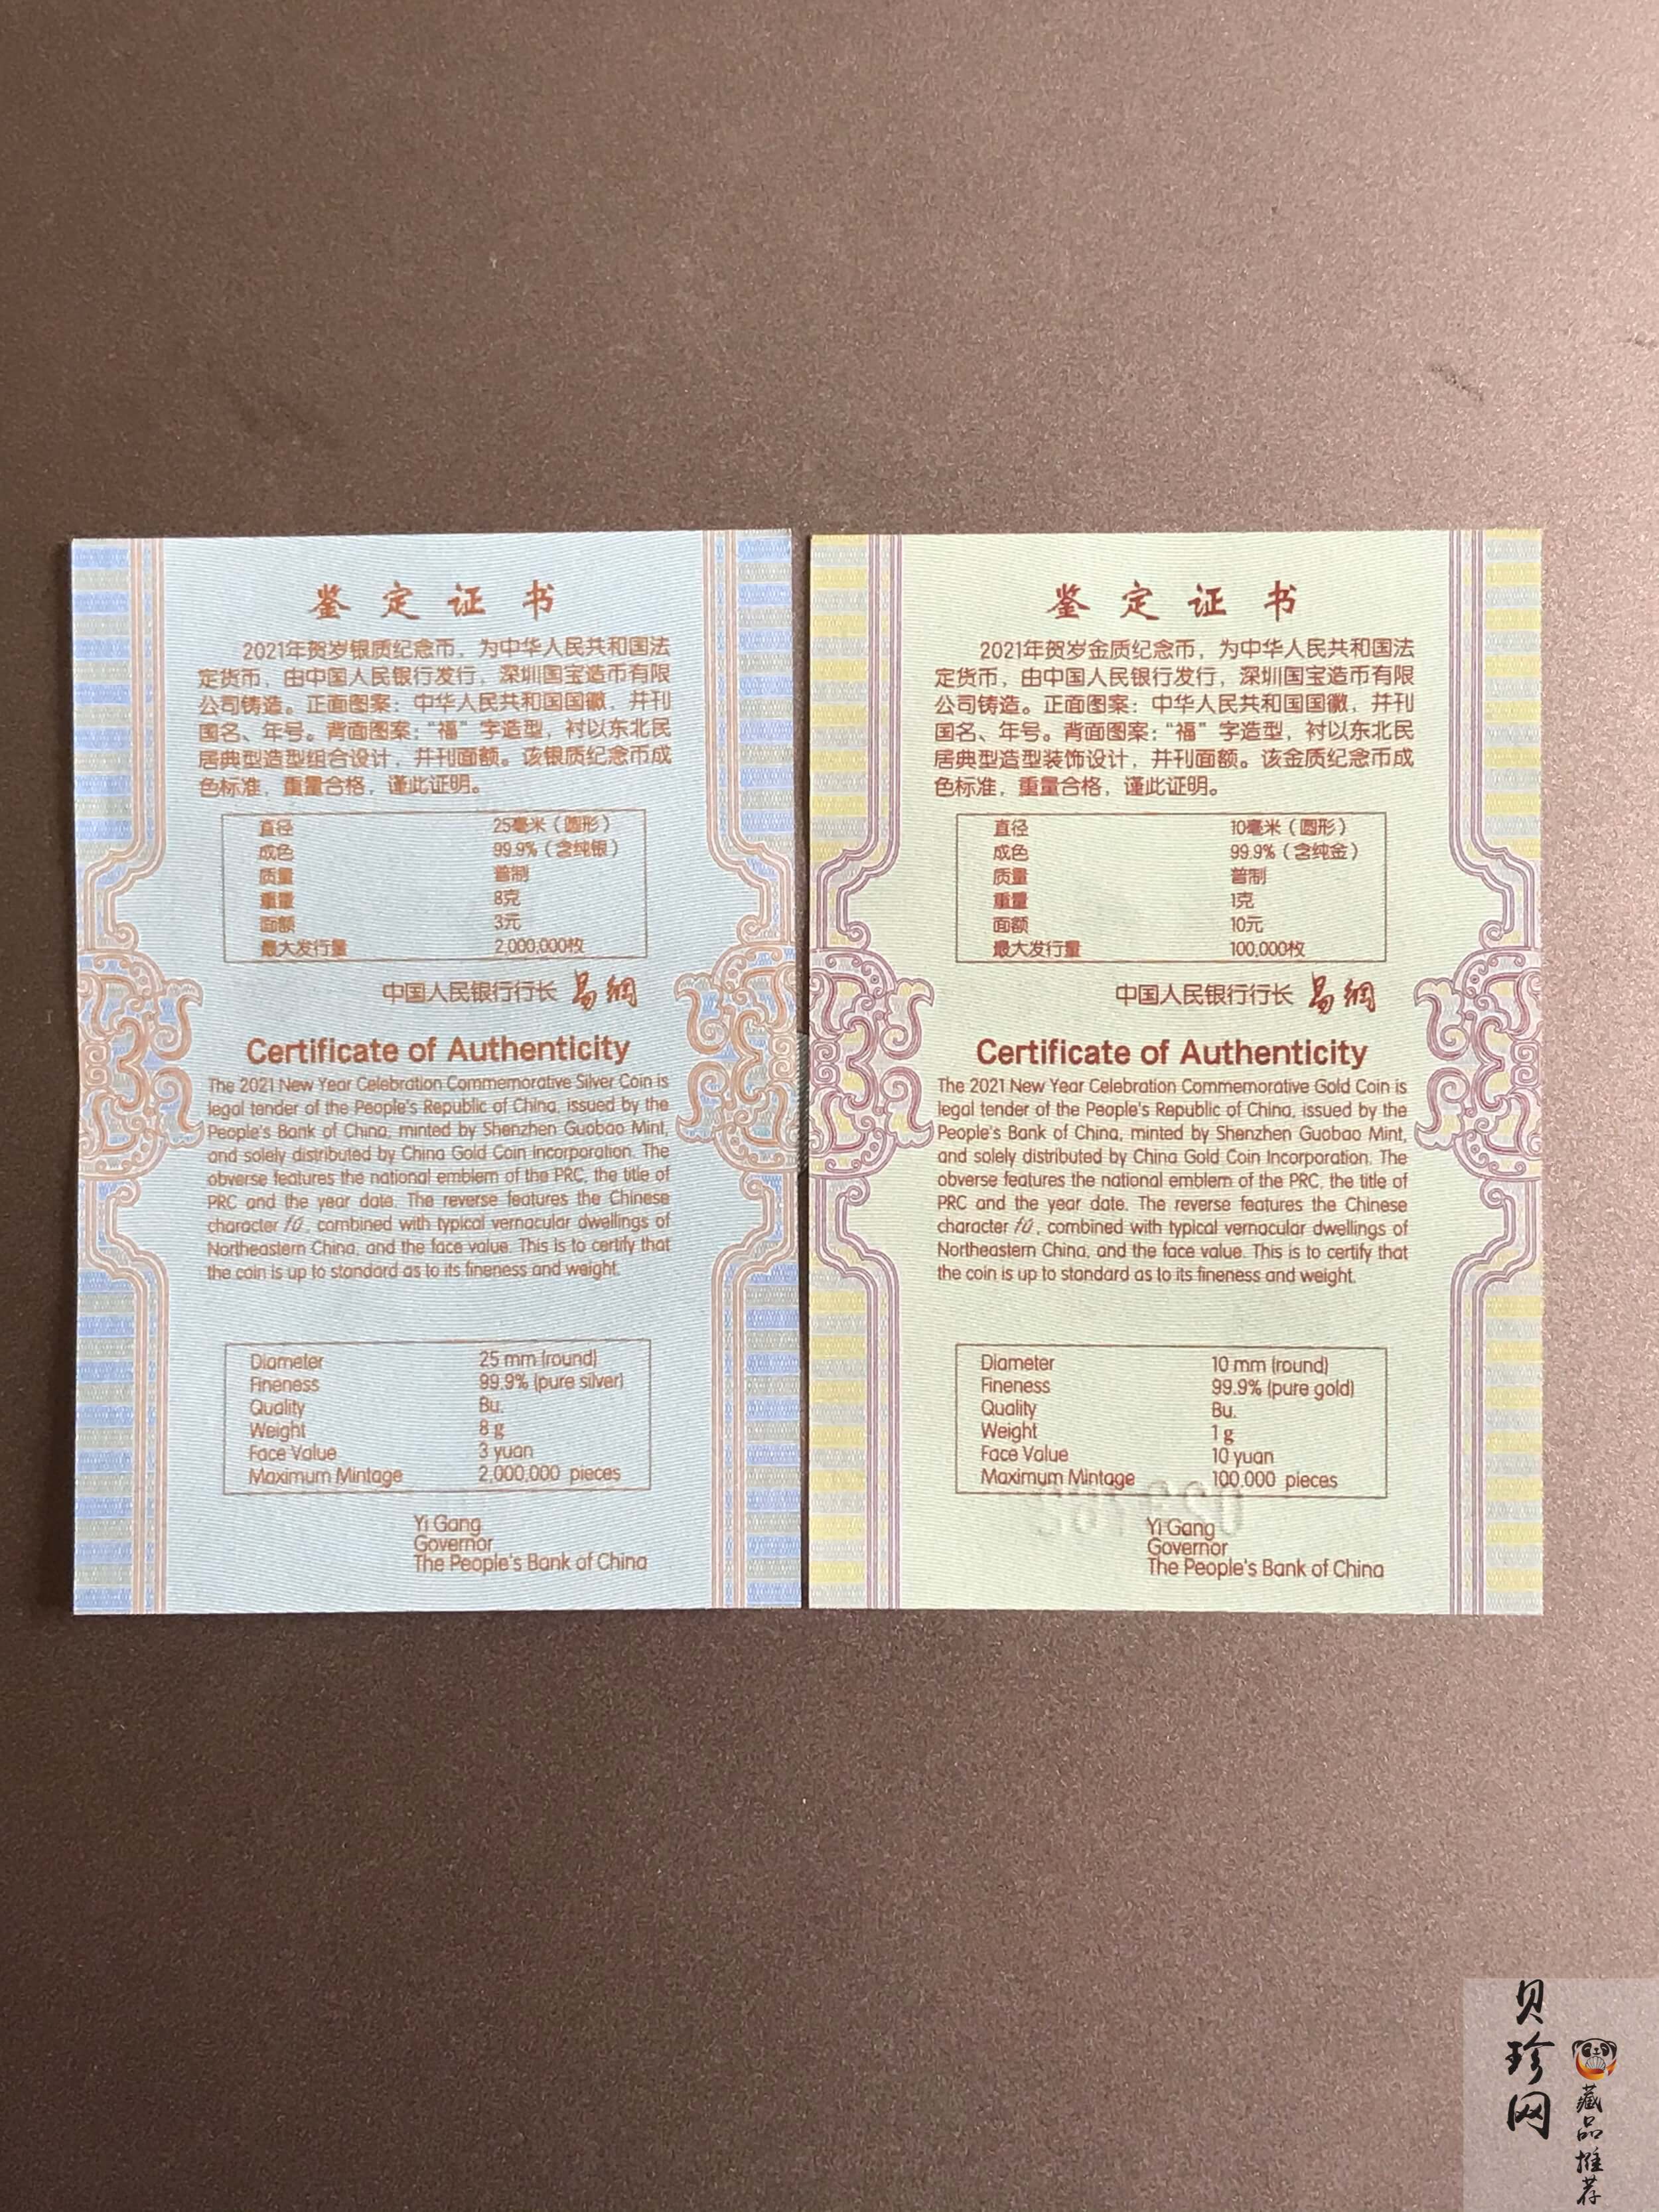 鉴定证书
2021年贺岁银质纪念币，为中华人民共和国法
定货币，由中国人民银行发行，深圳国宝造币有限
公司铸造。正面图案：中华人民共和国国徽，并刊
国名、年号。背面图案：“福”字造型，衬以东北民
居典型造型组合设计，并刊面额。该银质纪念币成
色标准，重量合格，谨此证明。
直径 25毫米（圆形）
成色 99.9%（含纯银）
质量 普制
重量 8克
面额 3元
最大发行量 2,000,000枚
中国人民银行行长 易纲
Certificate of Authenticity
The 2021 New Year Celebration Commemorative Silver Coin is
legal tender of the People's Republic of China, issued by the
People's Bank of China, minted by Shenzhen Guobao Mint,
and solely distributed by China Gold Coin Incorporation. The
obverse features the national emblem of the PRC, the title of
PRC and the year date. The reverse features the Chinese
character fú, combined with typical vernacular dwellings of
Northeastern China, and the face value. This is to certify that
the coin is up to standard as to its fineness and weight.
Diameter 25 mm (round)
Fineness 99.9% (pure silver)
Quality Bu.
Weight 8 g
Face Value 3 yuan
Maximum Mintage 2,000,000 pieces
Yi Gang
Governor
The People's Bank of China
鉴定证书
2021年贺岁金质纪念币，为中华人民共和国法
定货币，由中国人民银行发行，深圳国宝造币有限
公司铸造。正面图案：中华人民共和国国徽，并刊
国名、年号。背面图案：“福”字造型，衬以东北民
居典型造型装饰设计，并刊面额。该金质纪念币成
色标准，重量合格，谨此证明。
直径 10毫米（圆形）
成色 99.9%（含纯金）
质量 普制
重量 1克
面额 10元
最大发行量 100,000枚
中国人民银行行长 易纲
Certificate of Authenticity
The 2021 New Year Celebration Commemorative Gold Coin is
legal tender of the People's Republic of China, issued by the
People's Bank of China, minted by Shenzhen Guobao Mint,
and solely distributed by China Gold Coin Incorporation. The
obverse features the national emblem of the PRC, the title of
PRC and the year date. The reverse features the Chinese
character fú, combined with typical vernacular dwellings of
Northeastern China, and the face value. This is to certify that
the coin is up to standard as to its fineness and weight.
Diameter 10 mm (round)
Fineness 99.9% (pure gold)
Quality Bu.
Weight 1 g
Face Value 10 yuan
Maximum Mintage 100,000 pieces
Yi Gang
Governor
The People's Bank of China
贝珍网
藏品推荐